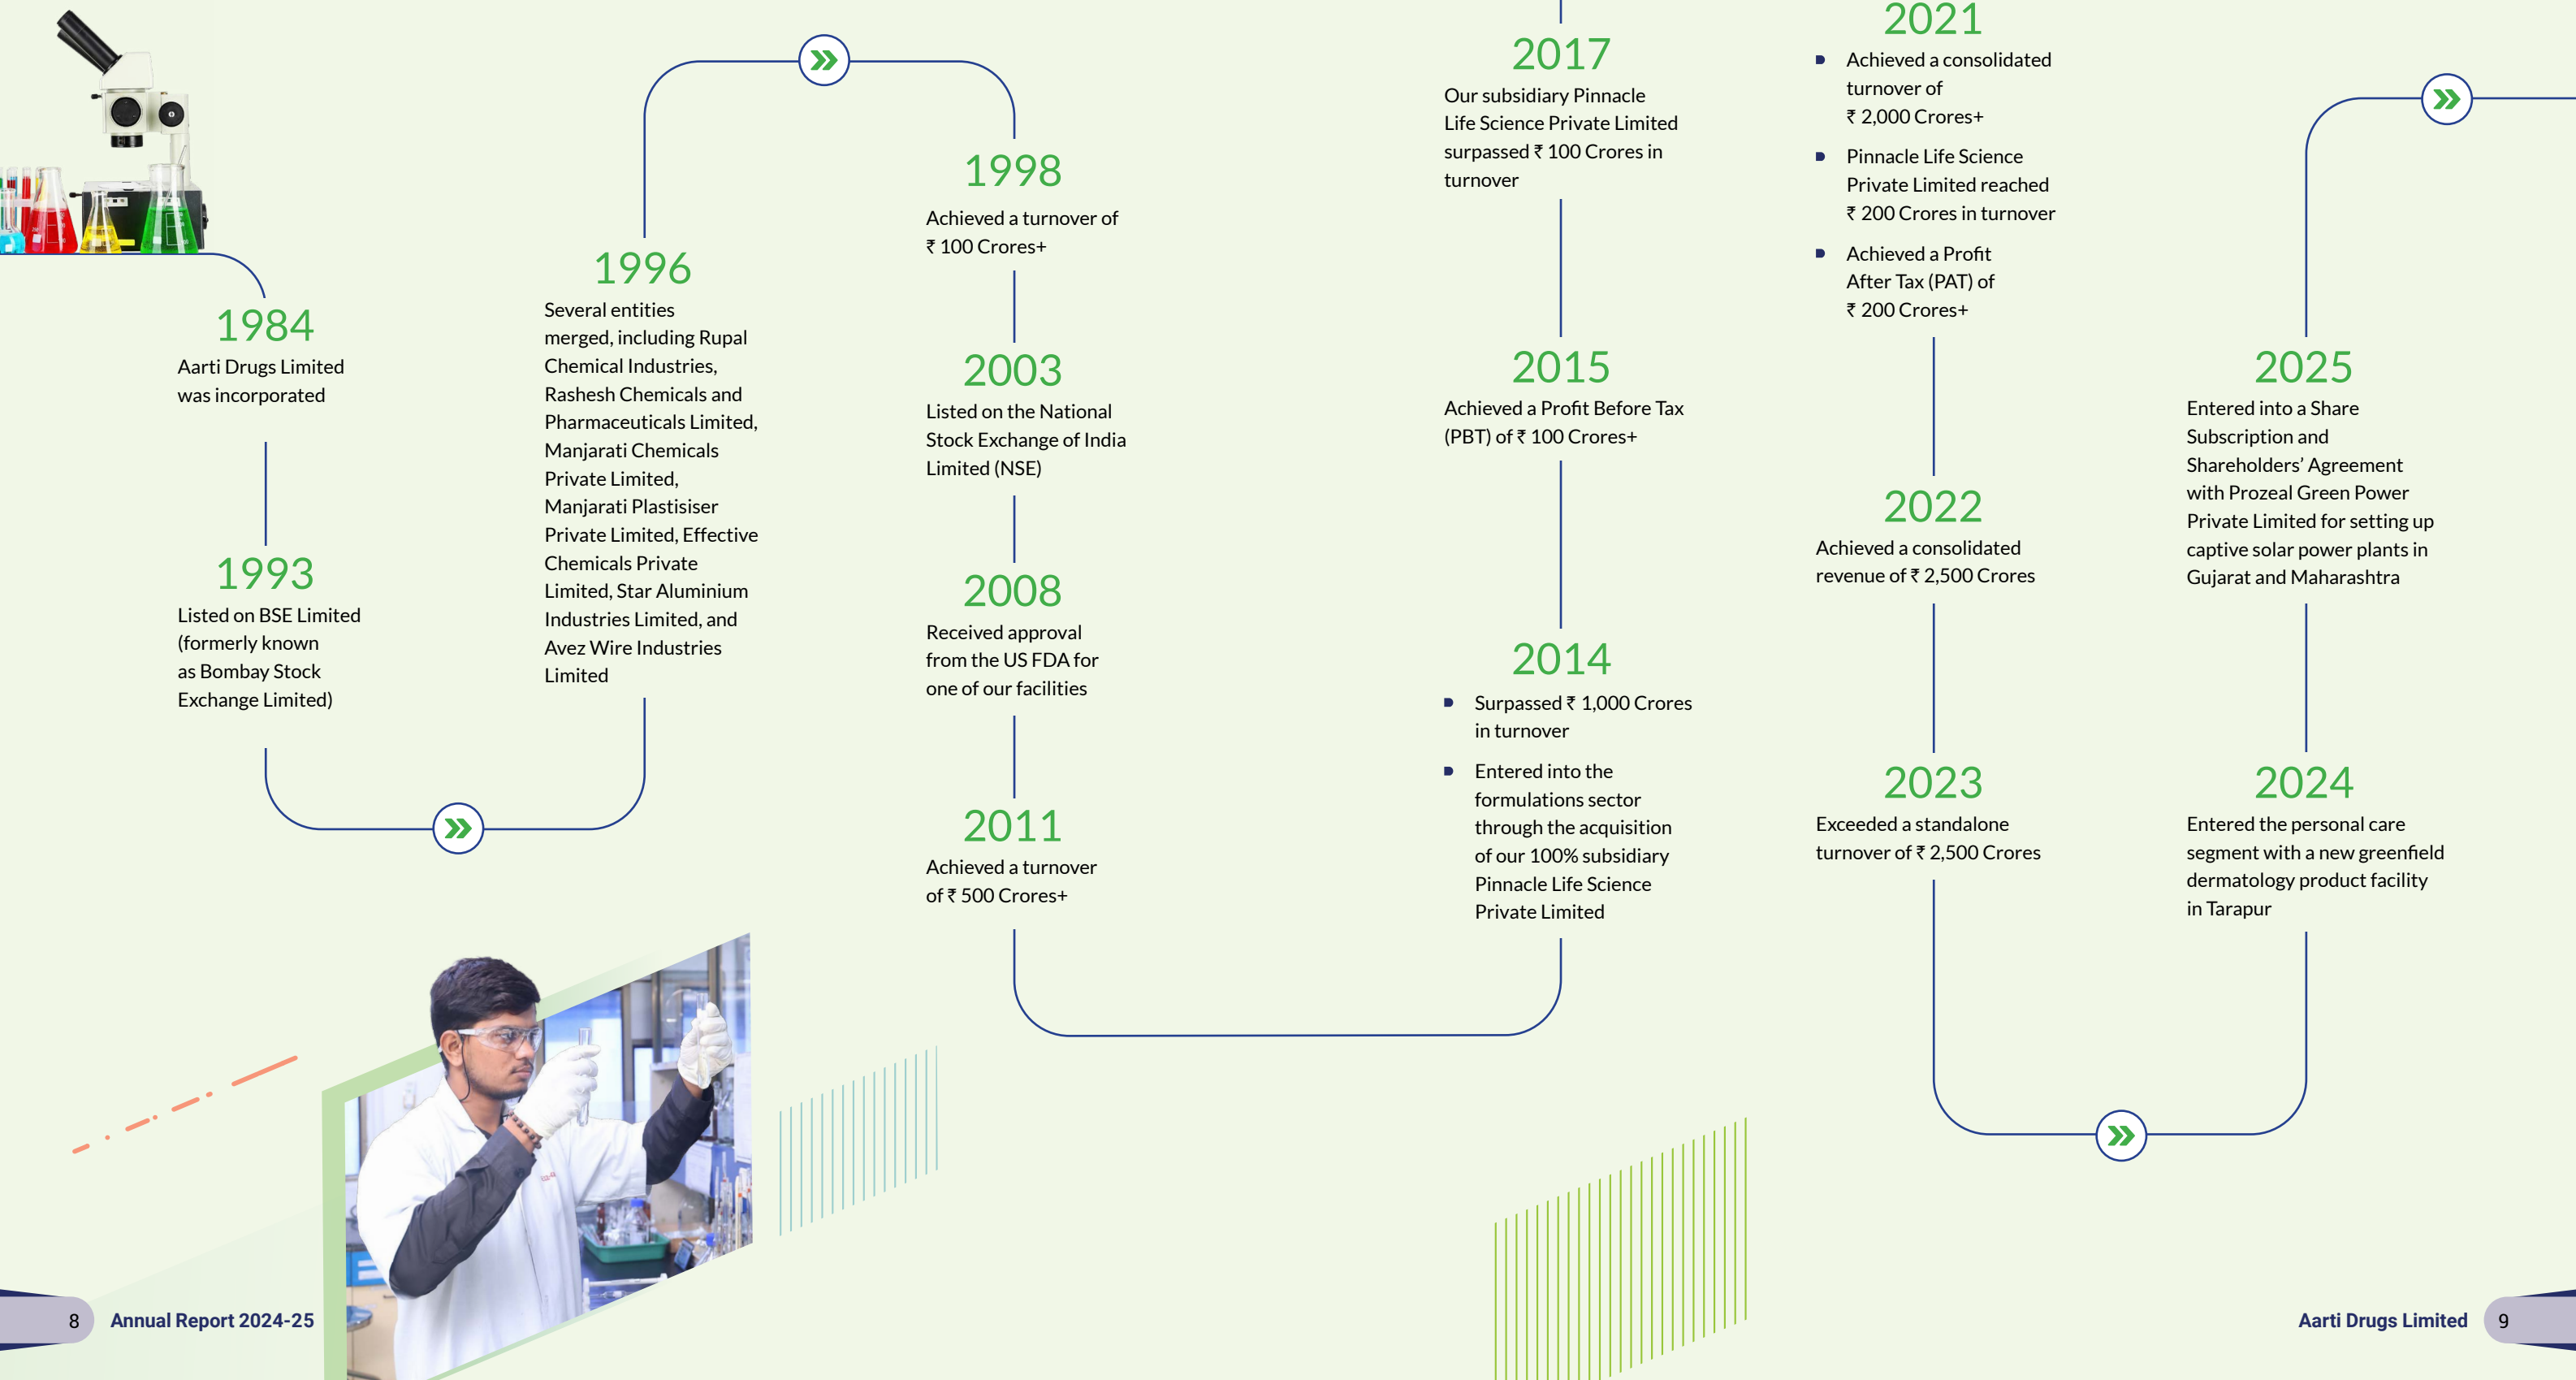 1984
Aarti Drugs Limited
was incorporated
1993
Listed on BSE Limited
(formerly known
as Bombay Stock
Exchange Limited)
1996
Several entities
merged, including Rupal
Chemical Industries,
Rashesh Chemicals and
Pharmaceuticals Limited,
Manjarati Chemicals
Private Limited,
Manjarati Plastisiser
Private Limited, Effective
Chemicals Private
Limited, Star Aluminium
Industries Limited, and
Avez Wire Industries
Limited
1998
Achieved a turnover of
₹ 100 Crores+
2003
Listed on the National
Stock Exchange of India
Limited (NSE)
2008
Received approval
from the US FDA for
one of our facilities
2011
Achieved a turnover
of ₹ 500 Crores+
2014
Surpassed ₹ 1,000 Crores
in turnover
Entered into the
formulations sector
through the acquisition
of our 100% subsidiary
Pinnacle Life Science
Private Limited
2015
Achieved a Profit Before Tax
(PBT) of ₹ 100 Crores+
2017
Our subsidiary Pinnacle
Life Science Private Limited
surpassed ₹ 100 Crores in
turnover
2021
Achieved a consolidated
turnover of
₹ 2,000 Crores+
Pinnacle Life Science
Private Limited reached
₹ 200 Crores in turnover
Achieved a Profit
After Tax (PAT) of
₹ 200 Crores+
2022
Achieved a consolidated
revenue of ₹ 2,500 Crores
2023
Exceeded a standalone
turnover of ₹ 2,500 Crores
2024
Entered the personal care
segment with a new greenfield
dermatology product facility
in Tarapur
2025
Entered into a Share
Subscription and
Shareholders’ Agreement
with Prozeal Green Power
Private Limited for setting up
captive solar power plants in
Gujarat and Maharashtra
8 Annual Report 2024-25
Aarti Drugs Limited 9